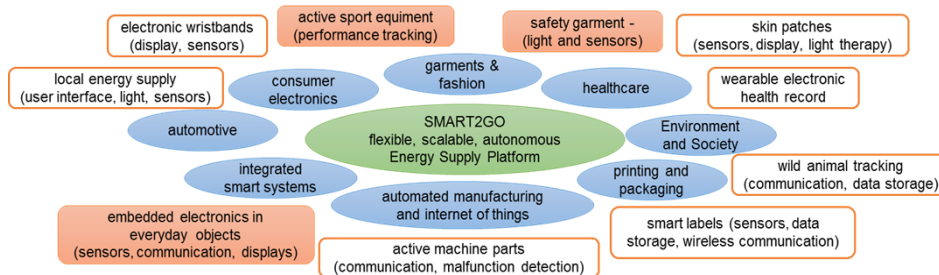 electronic wristbands
(display, sensors)
active sport equiment
(performance tracking)
safety garment -
(light and sensors)
skin patches
(sensors, display, light therapy)
local energy supply
(user interface, light, sensors)
consumer
electronics
garments &
fashion
healthcare
wearable electronic
health record
automotive
SMART2GO
flexible, scalable, autonomous
Energy Supply Platform
Environment
and Society
integrated
smart systems
automated manufacturing
and internet of things
printing and
packaging
wild animal tracking
(communication, data storage)
embedded electronics in
everyday objects
(sensors, communication, displays)
active machine parts
(communication, malfunction detection)
smart labels (sensors, data
storage, wireless communication)